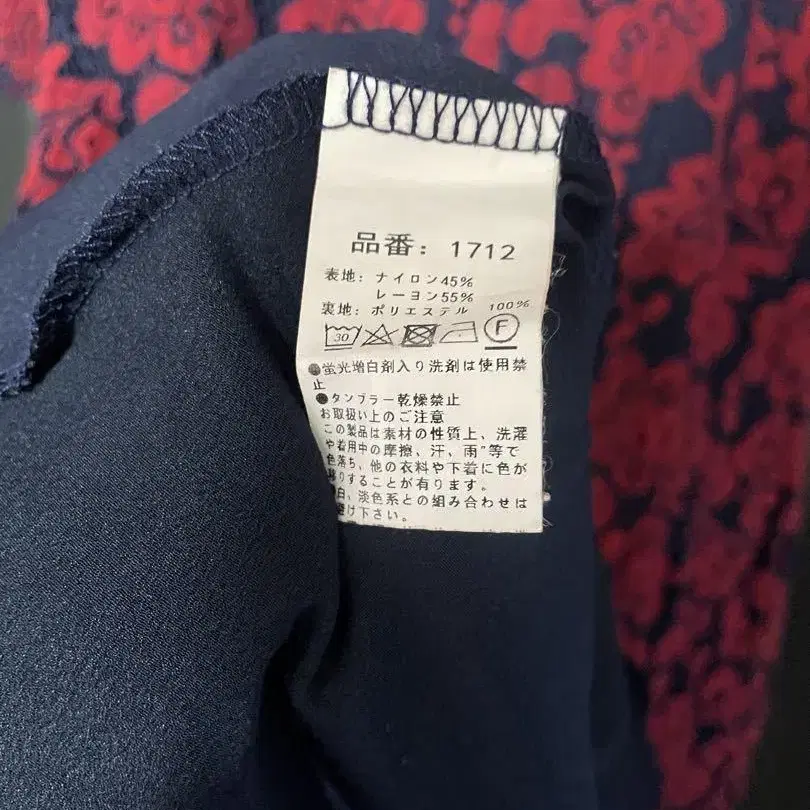 品番: 1712
表地: ナイロン45%
レーヨン55%
裏地: ポリエステル 100%
30 F
●蛍光増白剤入り洗剤は使用禁
止
●タンブラー乾燥禁止
お取扱い上のご注意
この製品は素材の性質上、洗濯
や着用中の摩擦、汗、雨"等で
色落ち、他の衣料や下着に色が
りすることが有ります。
白、淡色系との組み合わせは
避け下さい。